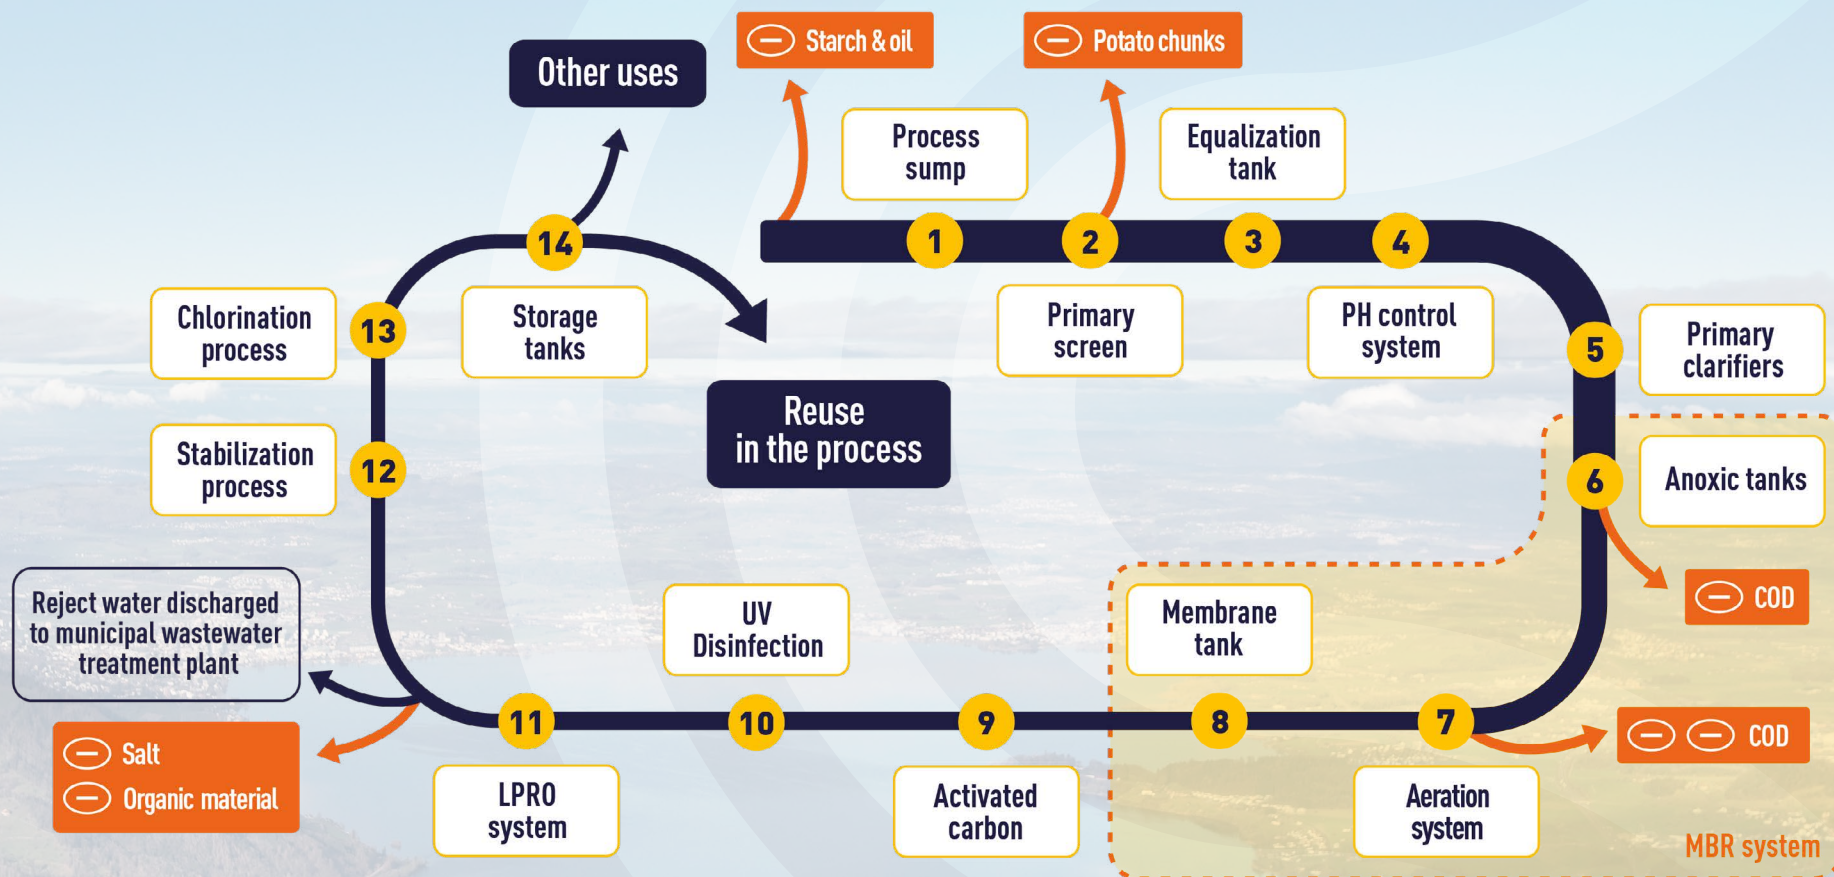 Other uses
Starch & oil
Potato chunks
Process
sump
Equalization
tank
14
1
2
3
4
Chlorination
process
13
Storage
tanks
Primary
screen
PH control
system
5
Primary
clarifiers
Reuse
in the process
Stabilization
process
12
6
Anoxic tanks
Reject water discharged
to municipal wastewater
treatment plant
UV
Disinfection
Membrane
tank
COD
11
10
9
8
7
COD
Salt
Organic material
LPRO
system
Activated
carbon
Aeration
system
MBR system